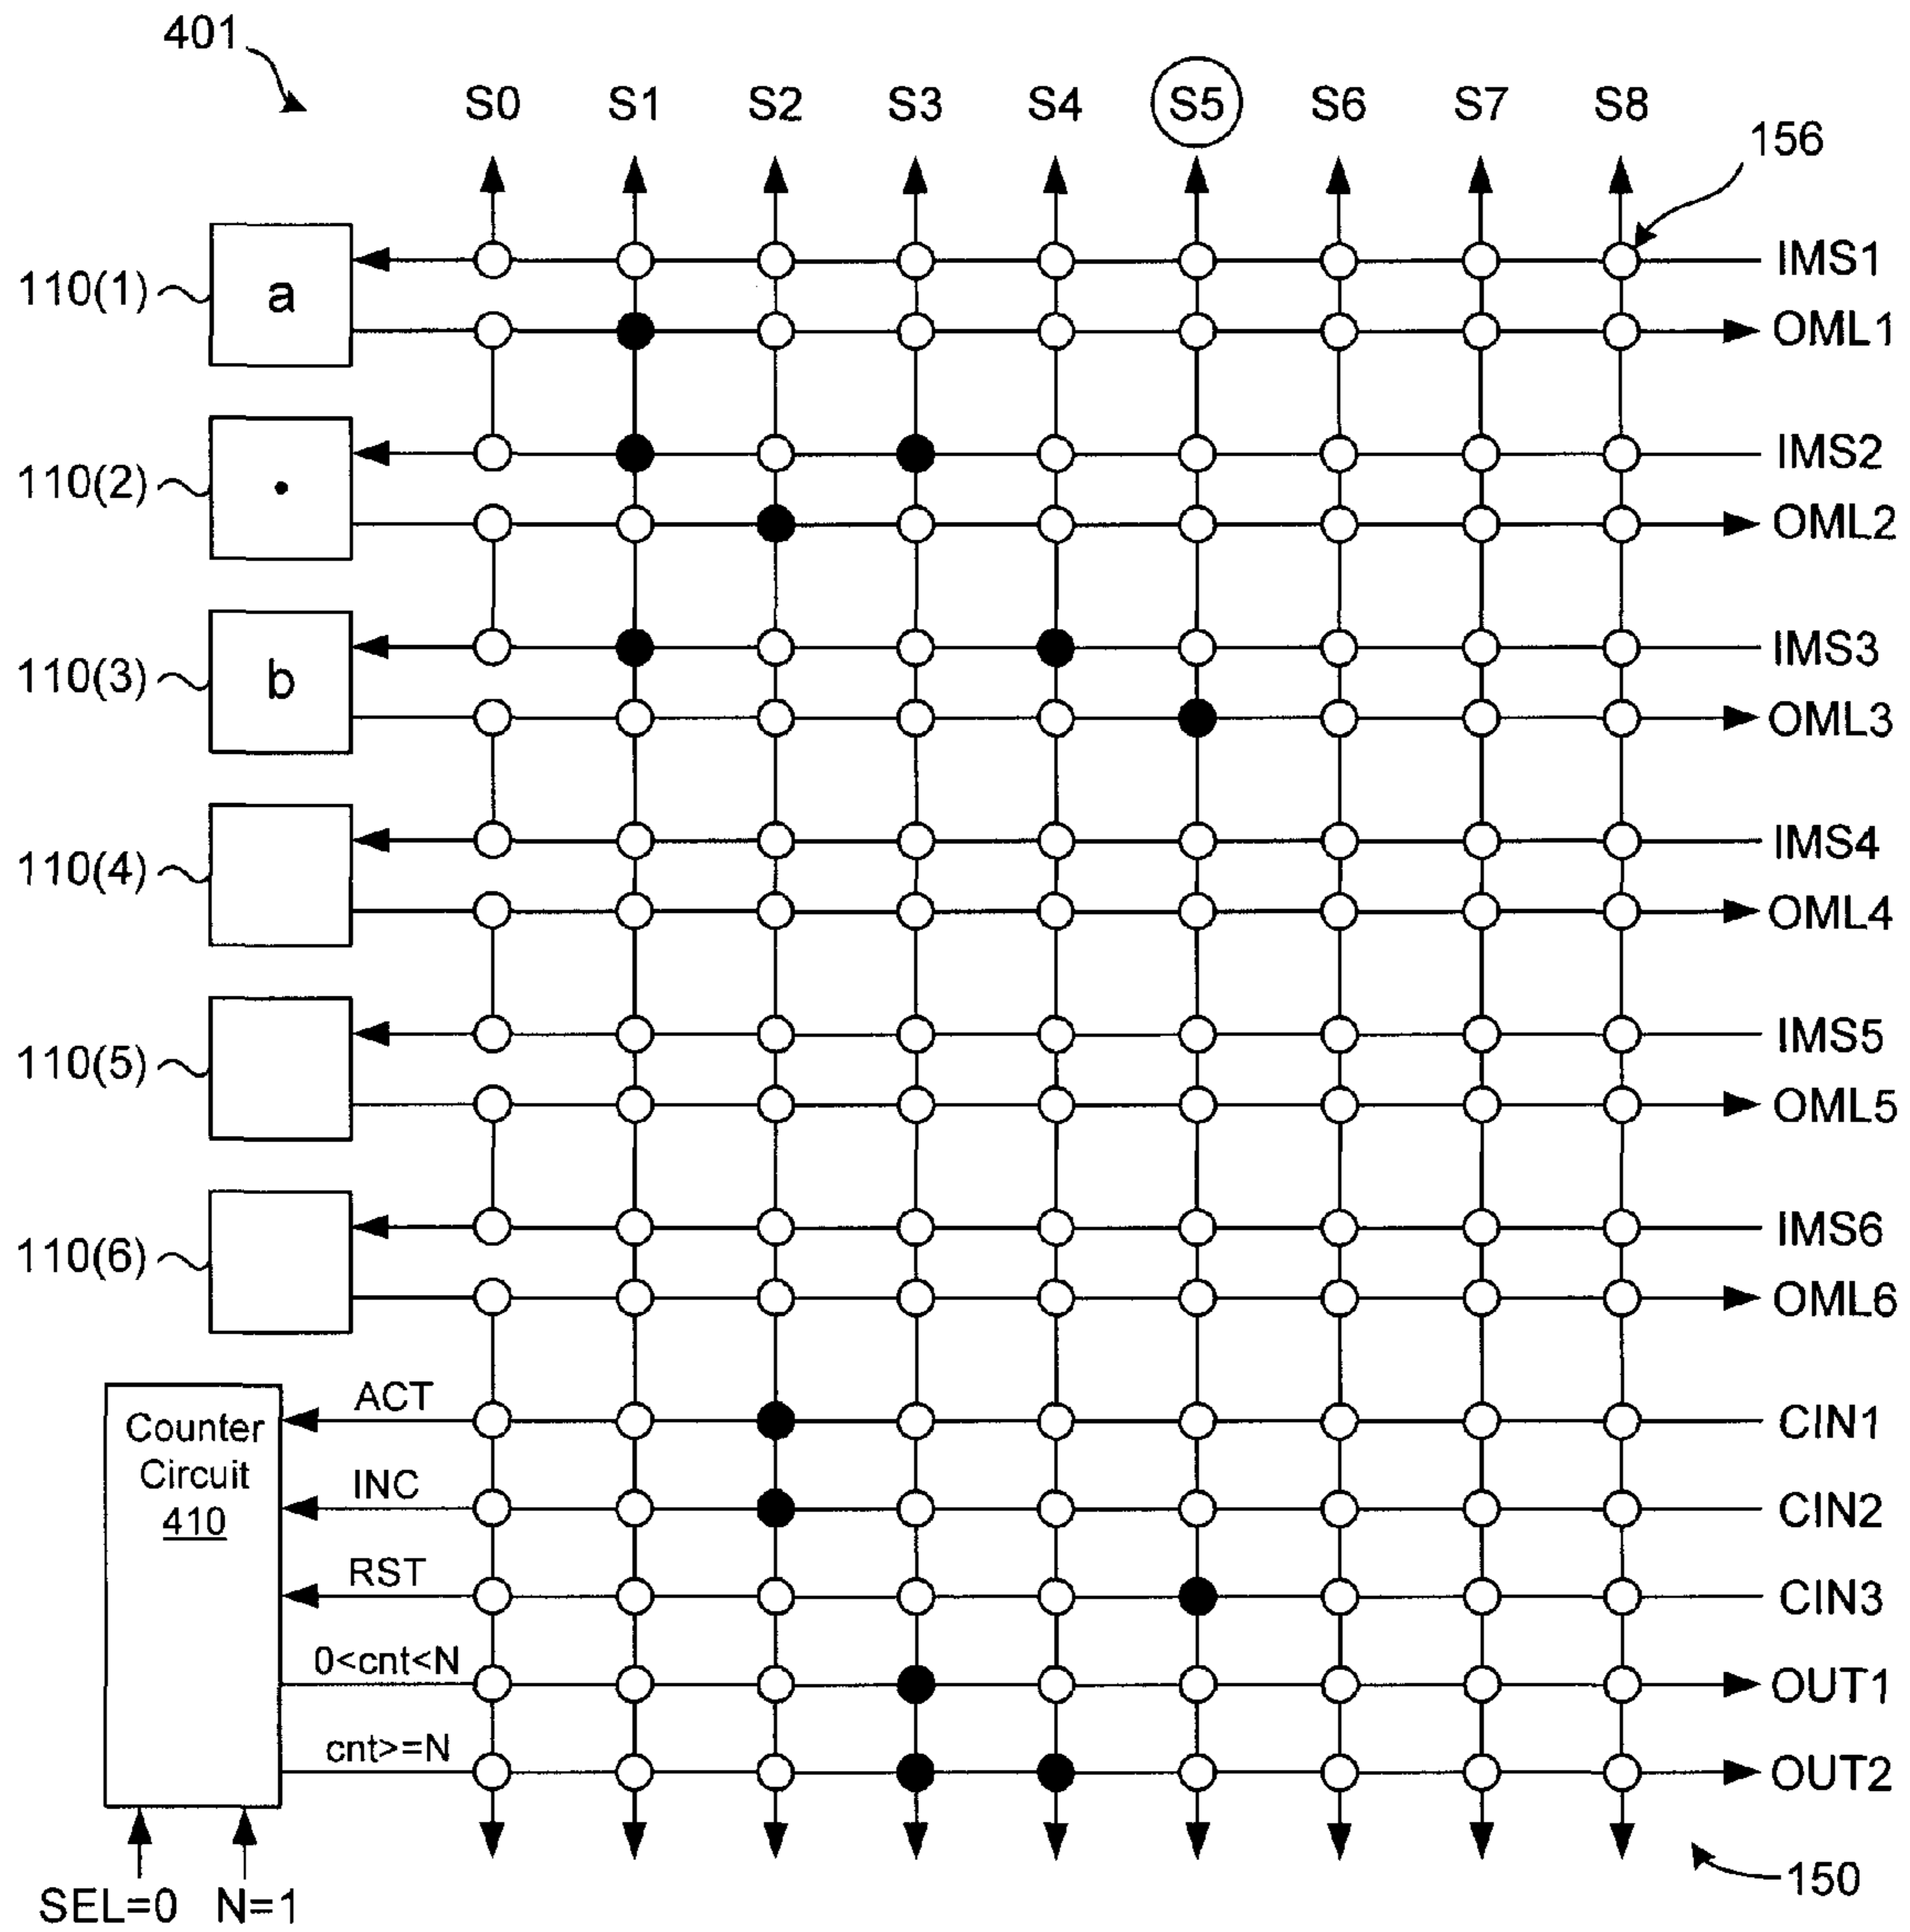 401
S0 S1 S2 S3 S4 S5 S6 S7 S8
156
110(1) a IMS1
OML1
110(2) • IMS2
OML2
110(3) b IMS3
OML3
110(4) IMS4
OML4
110(5) IMS5
OML5
110(6) IMS6
OML6
Counter
Circuit
410
ACT CIN1
INC CIN2
RST CIN3
0<cnt<N OUT1
cnt>=N OUT2
SEL=0 N=1
150